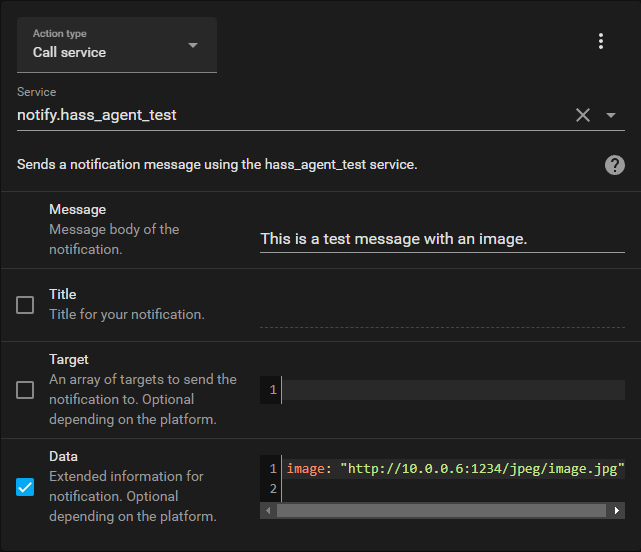 Action type
Call service
Service
notify.hass_agent_test
Sends a notification message using the hass_agent_test service.
Message
Message body of the
notification.
This is a test message with an image.
Title
Title for your notification.
Target
An array of targets to send the
notification to. Optional
depending on the platform.
1
Data
Extended information for
notification. Optional
depending on the platform.
1 image: "http://10.0.0.6:1234/jpeg/image.jpg"
2